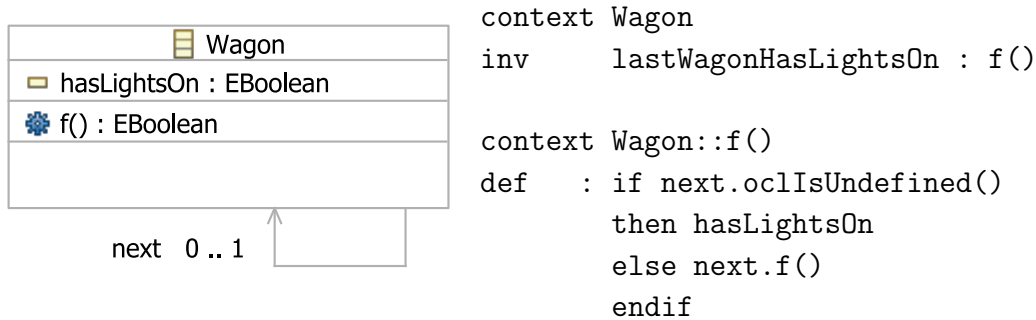 Wagon
hasLightsOn : EBoolean
f() : EBoolean
next 0 .. 1
context Wagon
inv lastWagonHasLightsOn : f()
context Wagon::f()
def : if next.oclIsUndefined()
then hasLightsOn
else next.f()
endif